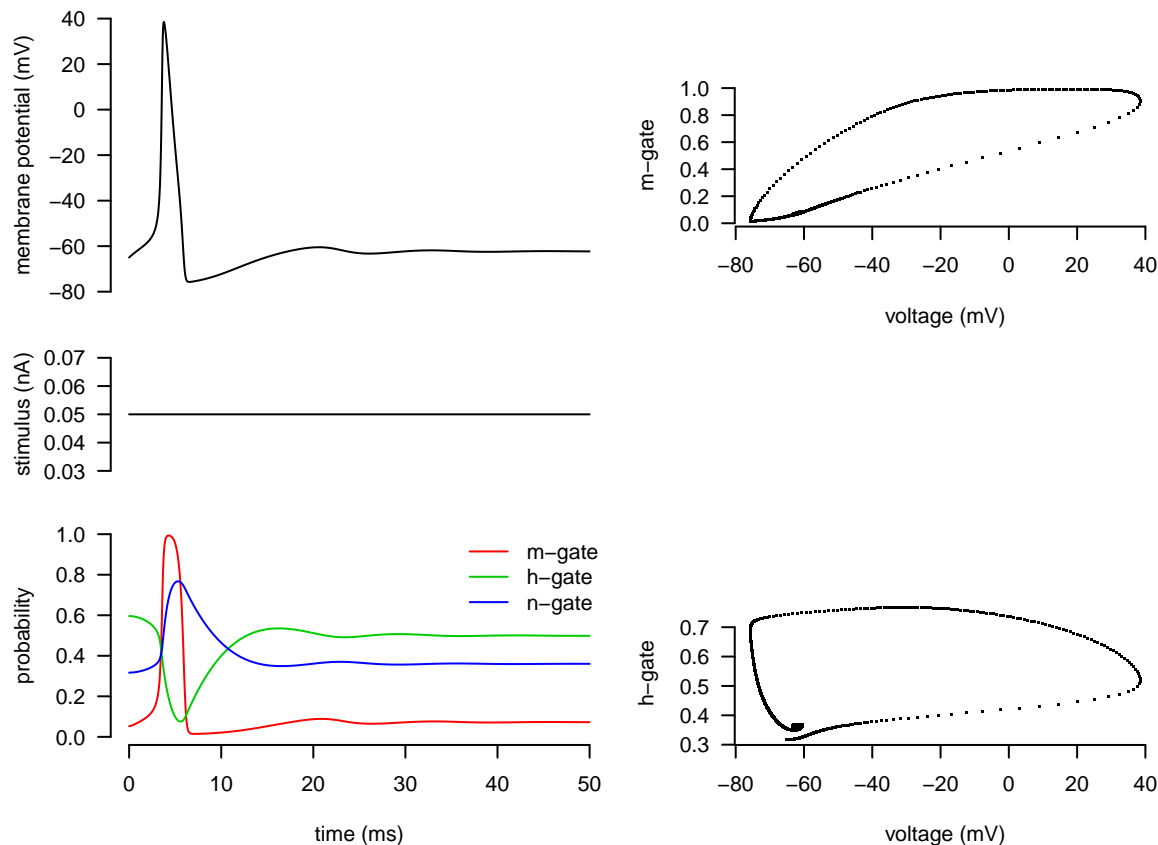 membrane potential (mV)
40
20
0
−20
−40
−60
−80
stimulus (nA)
0.07
0.06
0.05
0.04
0.03
probability
1.0
0.8
0.6
0.4
0.2
0.0
m−gate
h−gate
n−gate
0 10 20 30 40 50
time (ms)
m−gate
1.0
0.8
0.6
0.4
0.2
0.0
−80 −60 −40 −20 0 20 40
voltage (mV)
h−gate
0.7
0.6
0.5
0.4
0.3
−80 −60 −40 −20 0 20 40
voltage (mV)